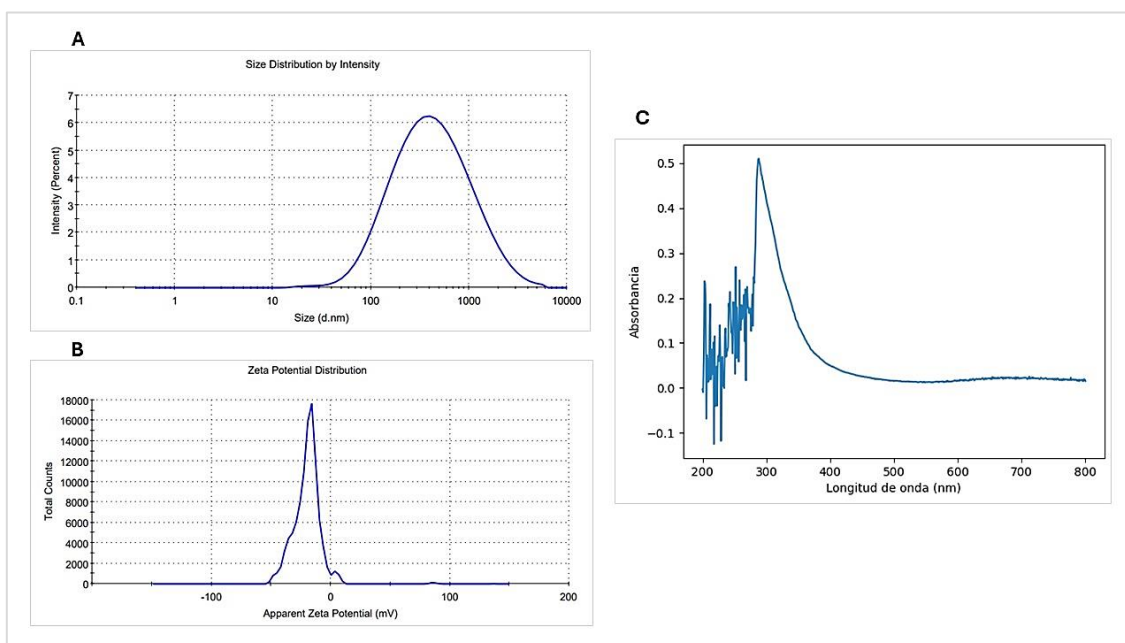 A
Size Distribution by Intensity
Intensity (Percent)
7
6
5
4
3
2
1
0
0.1 1 10 100 1000 10000
Size (d.nm)
B
Zeta Potential Distribution
Total Counts
18000
16000
14000
12000
10000
8000
6000
4000
2000
0
-100 0 100 200
Apparent Zeta Potential (mV)
C
Absorbancia
0.5
0.4
0.3
0.2
0.1
0.0
−0.1
200 300 400 500 600 700 800
Longitud de onda (nm)